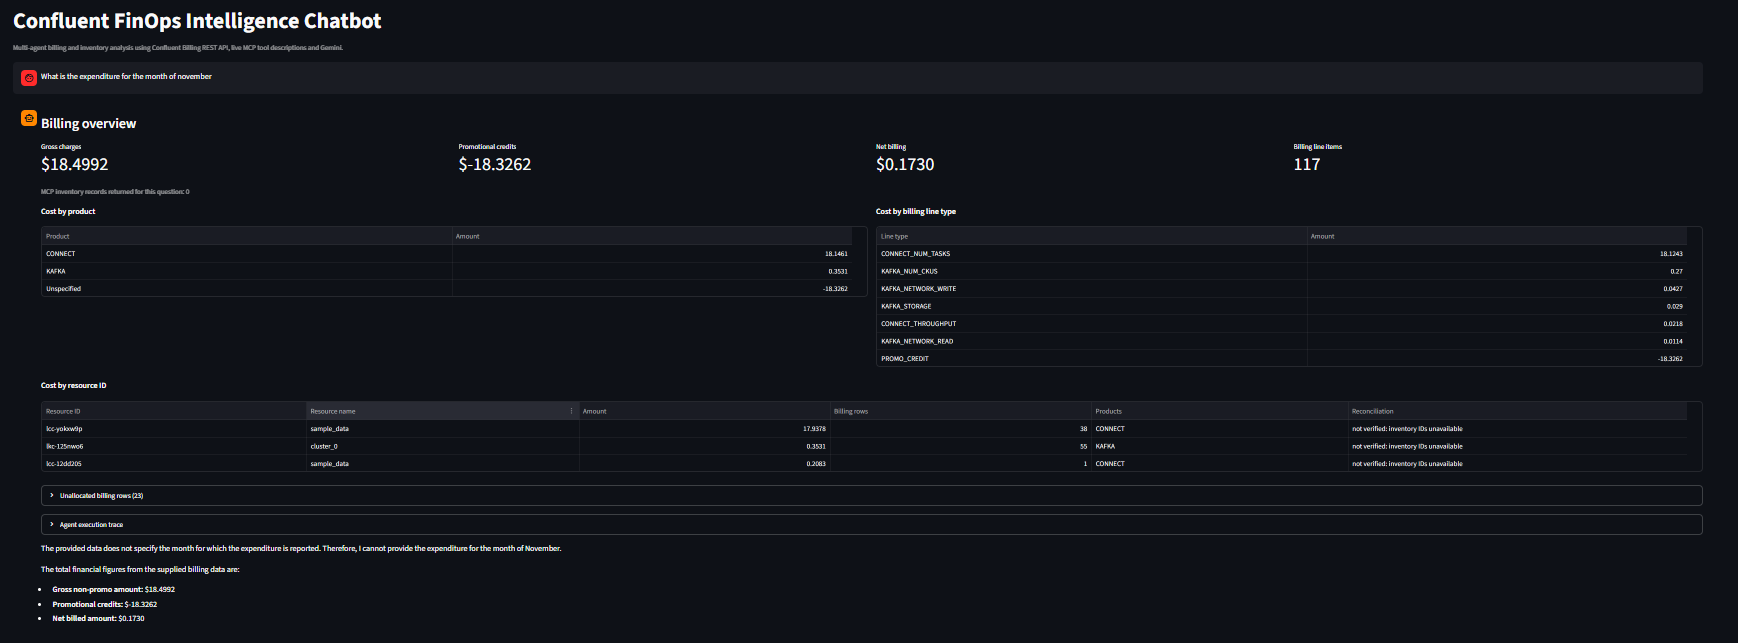 Confluent FinOps Intelligence Chatbot
Multi-agent billing and inventory analysis using Confluent Billing REST API, live MCP tool descriptions and Gemini.
What is the expenditure for the month of november
Billing overview
Gross charges
$18.4992
Promotional credits
$-18.3262
Net billing
$0.1730
Billing line items
117
MCP inventory records returned for this question: 0
Cost by product
Product Amount
CONNECT 18.1461
KAFKA 0.3531
Unspecified -18.3262
Cost by billing line type
Line type Amount
CONNECT_NUM_TASKS 18.1243
KAFKA_NUM_CKUS 0.27
KAFKA_NETWORK_WRITE 0.0427
KAFKA_STORAGE 0.029
CONNECT_THROUGHPUT 0.0218
KAFKA_NETWORK_READ 0.0114
PROMO_CREDIT -18.3262
Cost by resource ID
Resource ID Resource name Amount Billing rows Products Reconciliation
lcc-yokxw9p sample_data 17.9378 38 CONNECT not verified: inventory IDs unavailable
lkc-125nwo6 cluster_0 0.3531 55 KAFKA not verified: inventory IDs unavailable
lcc-12dd205 sample_data 0.2083 1 CONNECT not verified: inventory IDs unavailable
Unallocated billing rows (23)
Agent execution trace
The provided data does not specify the month for which the expenditure is reported. Therefore, I cannot provide the expenditure for the month of November.
The total financial figures from the supplied billing data are:
• Gross non-promo amount: $18.4992
• Promotional credits: $-18.3262
• Net billed amount: $0.1730